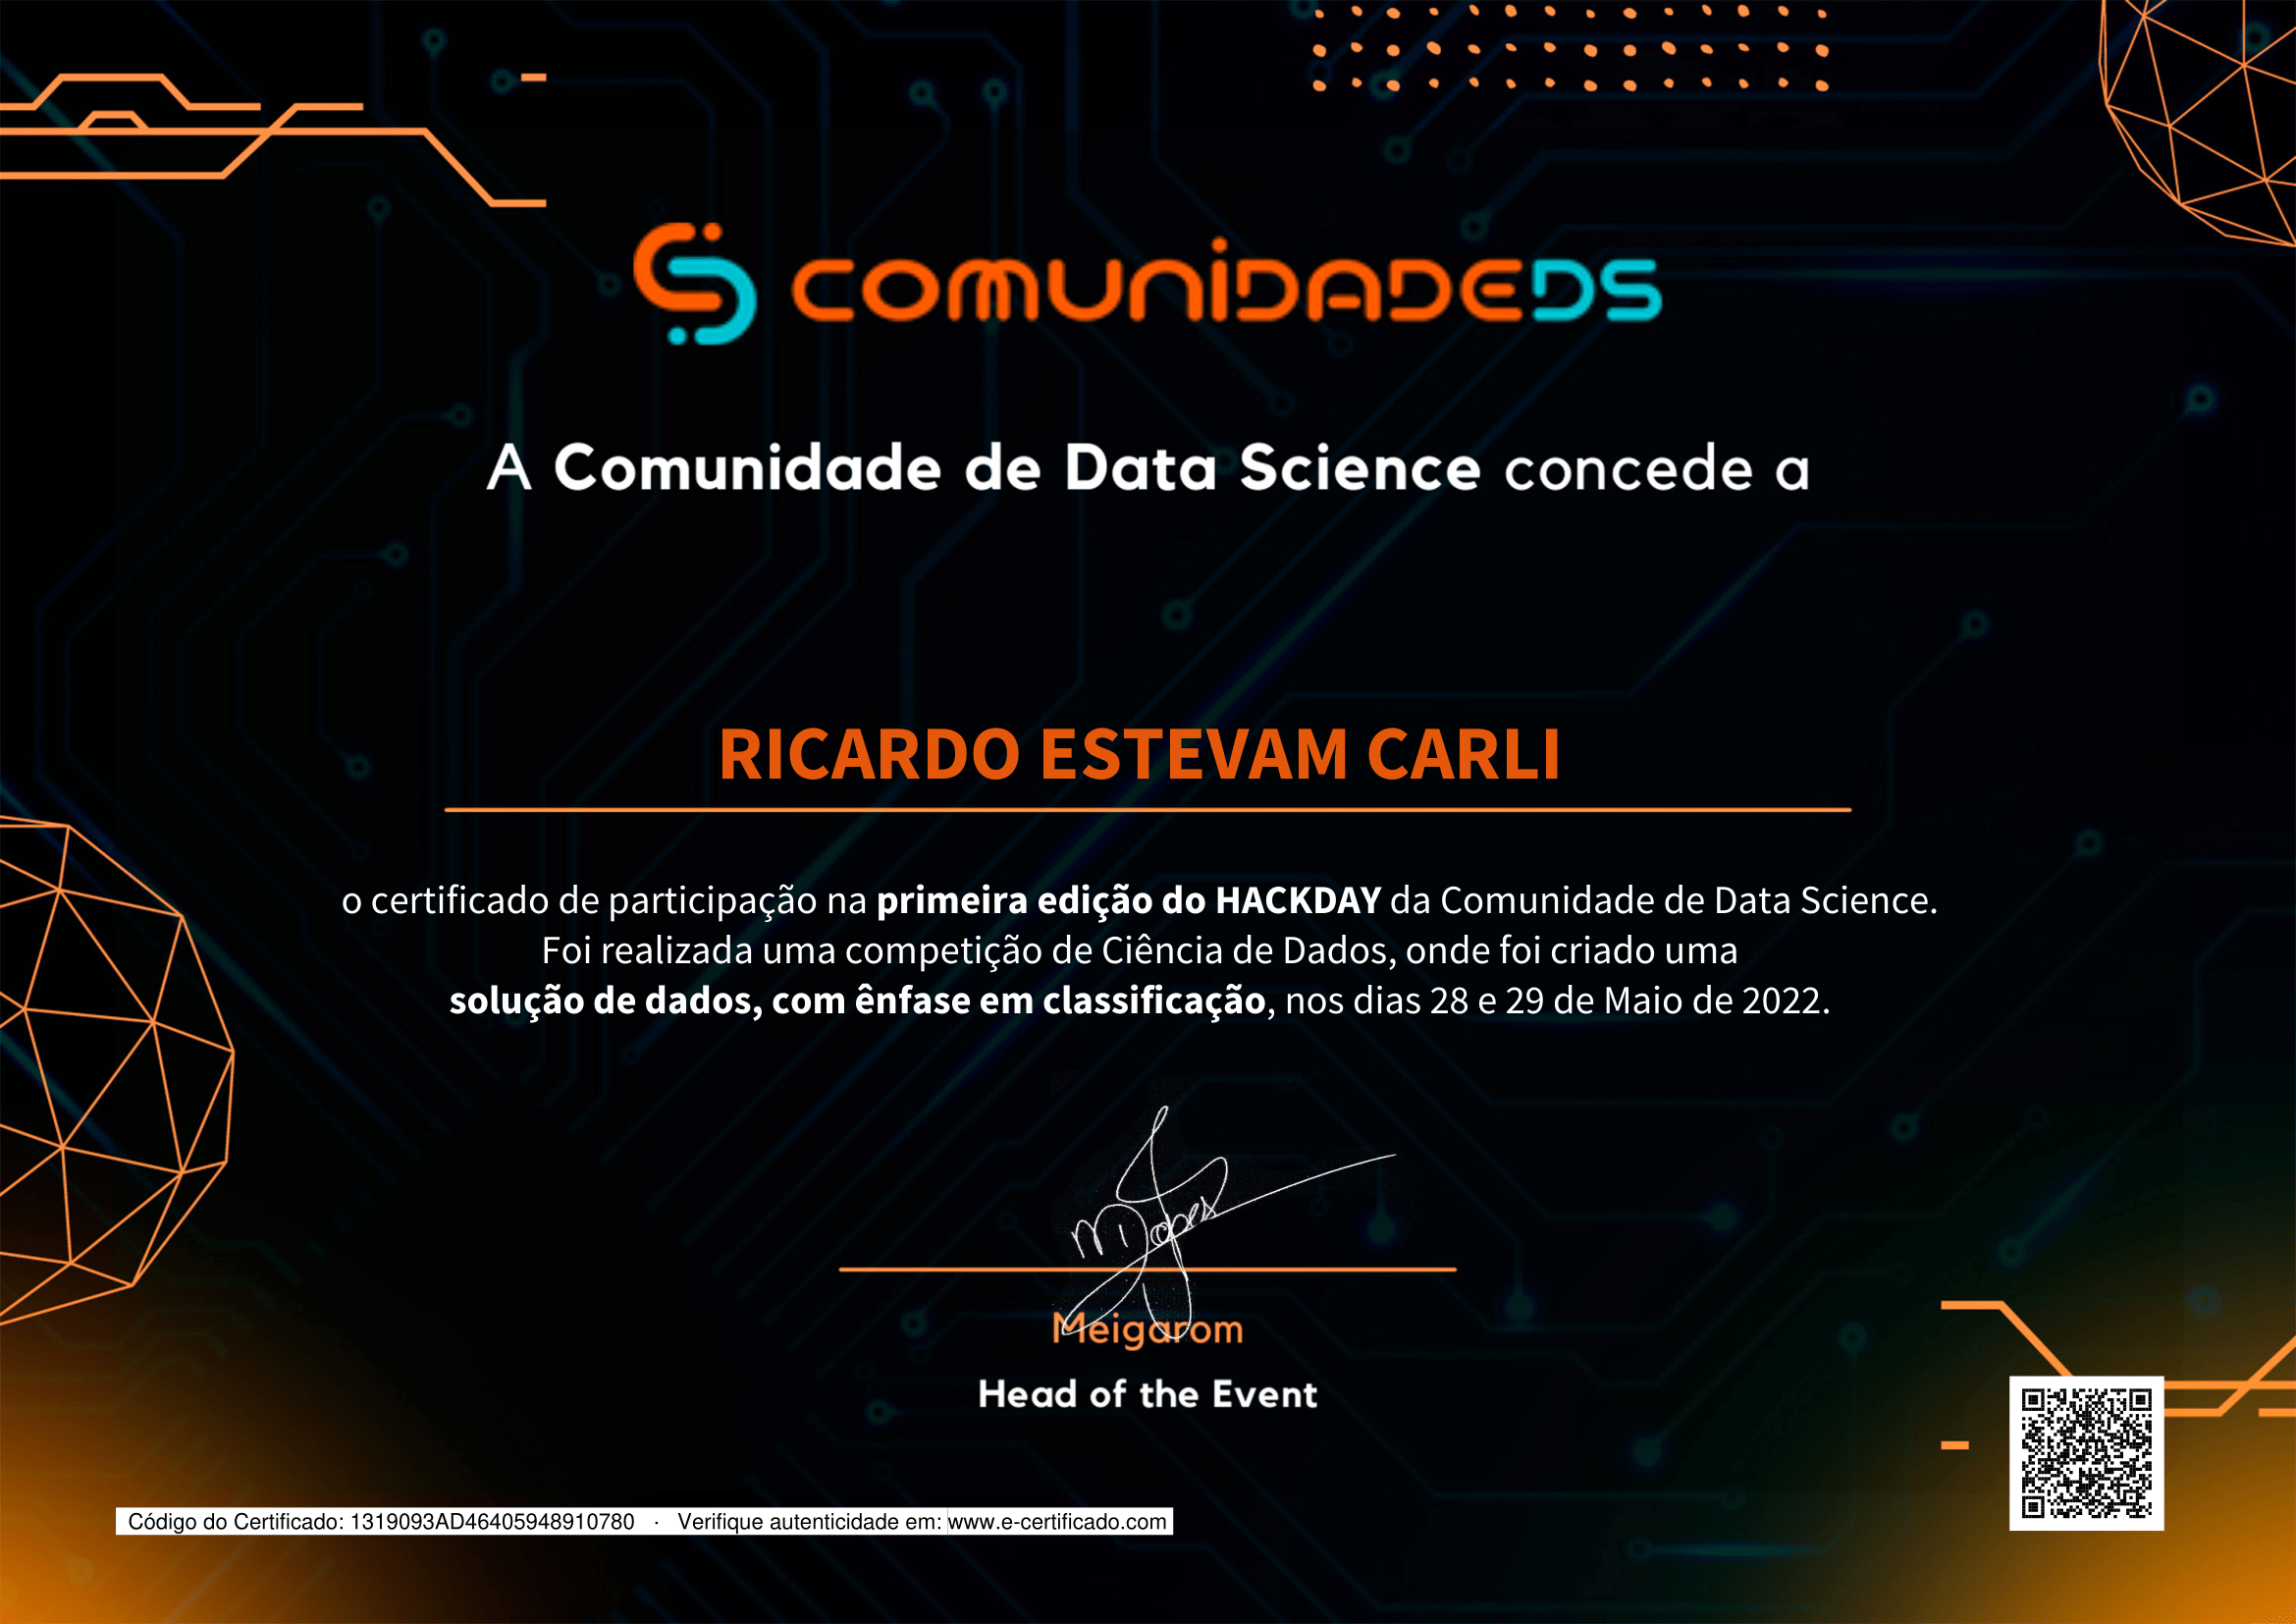 COMUNIDADEDS
A Comunidade de Data Science concede a
RICARDO ESTEVAM CARLI
o certificado de participação na primeira edição do HACKDAY da Comunidade de Data Science.
Foi realizada uma competição de Ciência de Dados, onde foi criado uma
solução de dados, com ênfase em classificação, nos dias 28 e 29 de Maio de 2022.
MLopes
Meigarom
Head of the Event
Código do Certificado: 1319093AD46405948910780 · Verifique autenticidade em: www.e-certificado.com